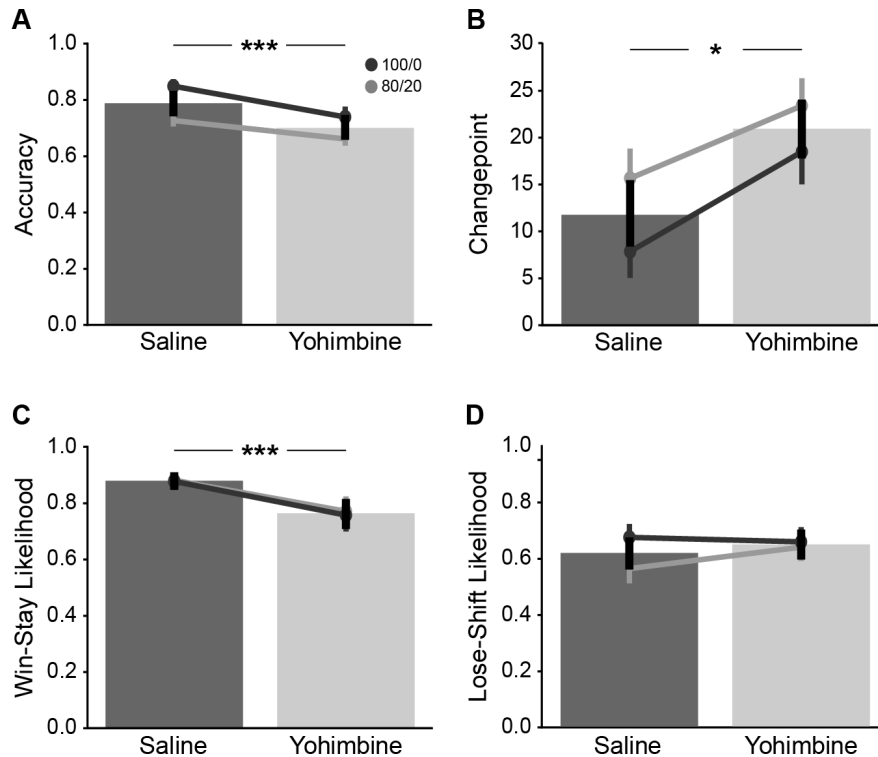 A
B
***
*
100/0
80/20
Accuracy
1.0
0.8
0.6
0.4
0.2
0.0
Saline
Yohimbine
Changepoint
30
25
20
15
10
5
0
Saline
Yohimbine
C
D
***
Win-Stay Likelihood
1.0
0.8
0.6
0.4
0.2
0.0
Saline
Yohimbine
Lose-Shift Likelihood
1.0
0.8
0.6
0.4
0.2
0.0
Saline
Yohimbine